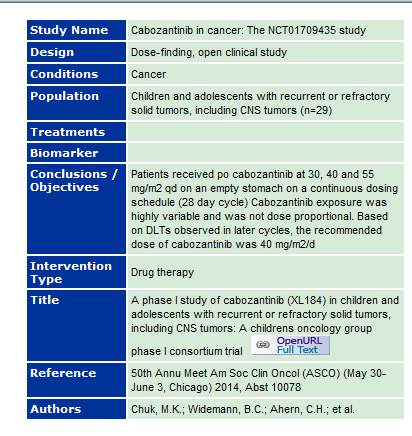 Study Name Cabozantinib in cancer: The NCT01709435 study
Design Dose-finding, open clinical study
Conditions Cancer
Population Children and adolescents with recurrent or refractory
solid tumors, including CNS tumors (n=29)
Treatments
Biomarker
Conclusions / Patients received po cabozantinib at 30, 40 and 55
Objectives mg/m2 qd on an empty stomach on a continuous dosing
schedule (28 day cycle) Cabozantinib exposure was
highly variable and was not dose proportional. Based
on DLTs observed in later cycles, the recommended
dose of cabozantinib was 40 mg/m2/d
Intervention
Type Drug therapy
Title A phase I study of cabozantinib (XL184) in children and
adolescents with recurrent or refractory solid tumors,
including CNS tumors: A childrens oncology group
phase I consortium trial OpenURL
Full Text
Reference 50th Annu Meet Am Soc Clin Oncol (ASCO) (May 30-
June 3, Chicago) 2014, Abst 10078
Authors Chuk, M.K.; Widemann, B.C.; Ahern, C.H.; et al.